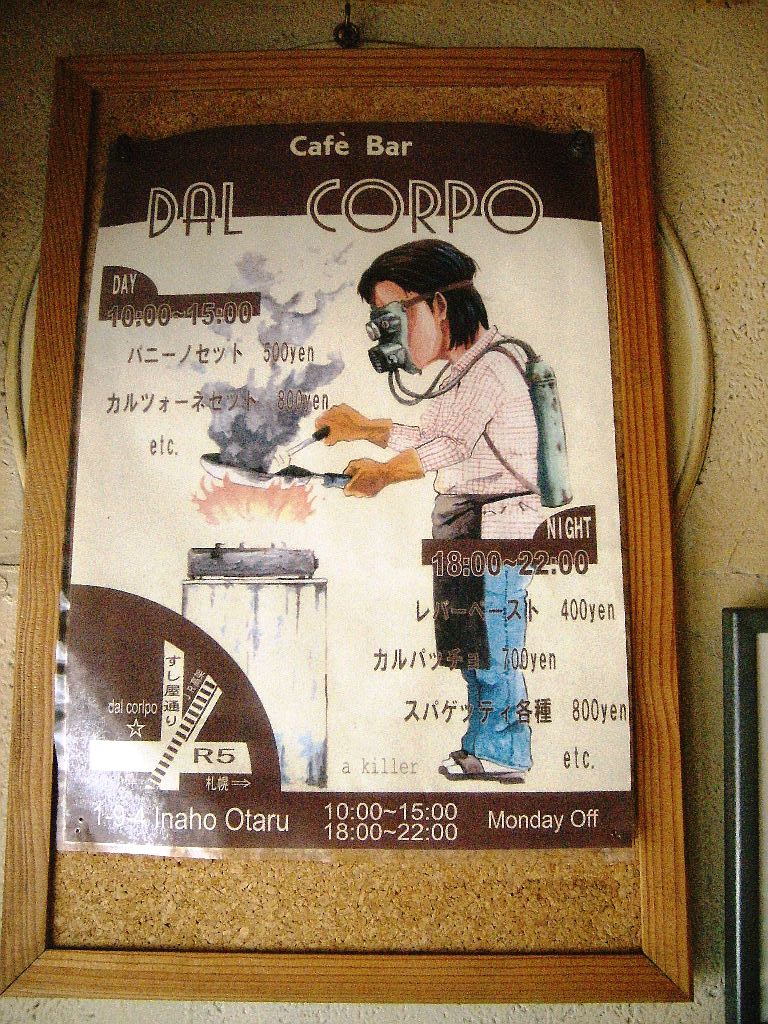 Cafè Bar
DAL CORPO
DAY
10:00~15:00
パニーノセット 500yen
カルツォーネセット 800yen
etc.
NIGHT
18:00~22:00
レバーペースト 400yen
カルパッチョ 700yen
スパゲッティ各種 800yen
etc.
すし屋通り
dal corlpo
☆
R5
札幌⇒
a killer
1-9-4 Inaho Otaru
10:00~15:00
18:00~22:00
Monday Off